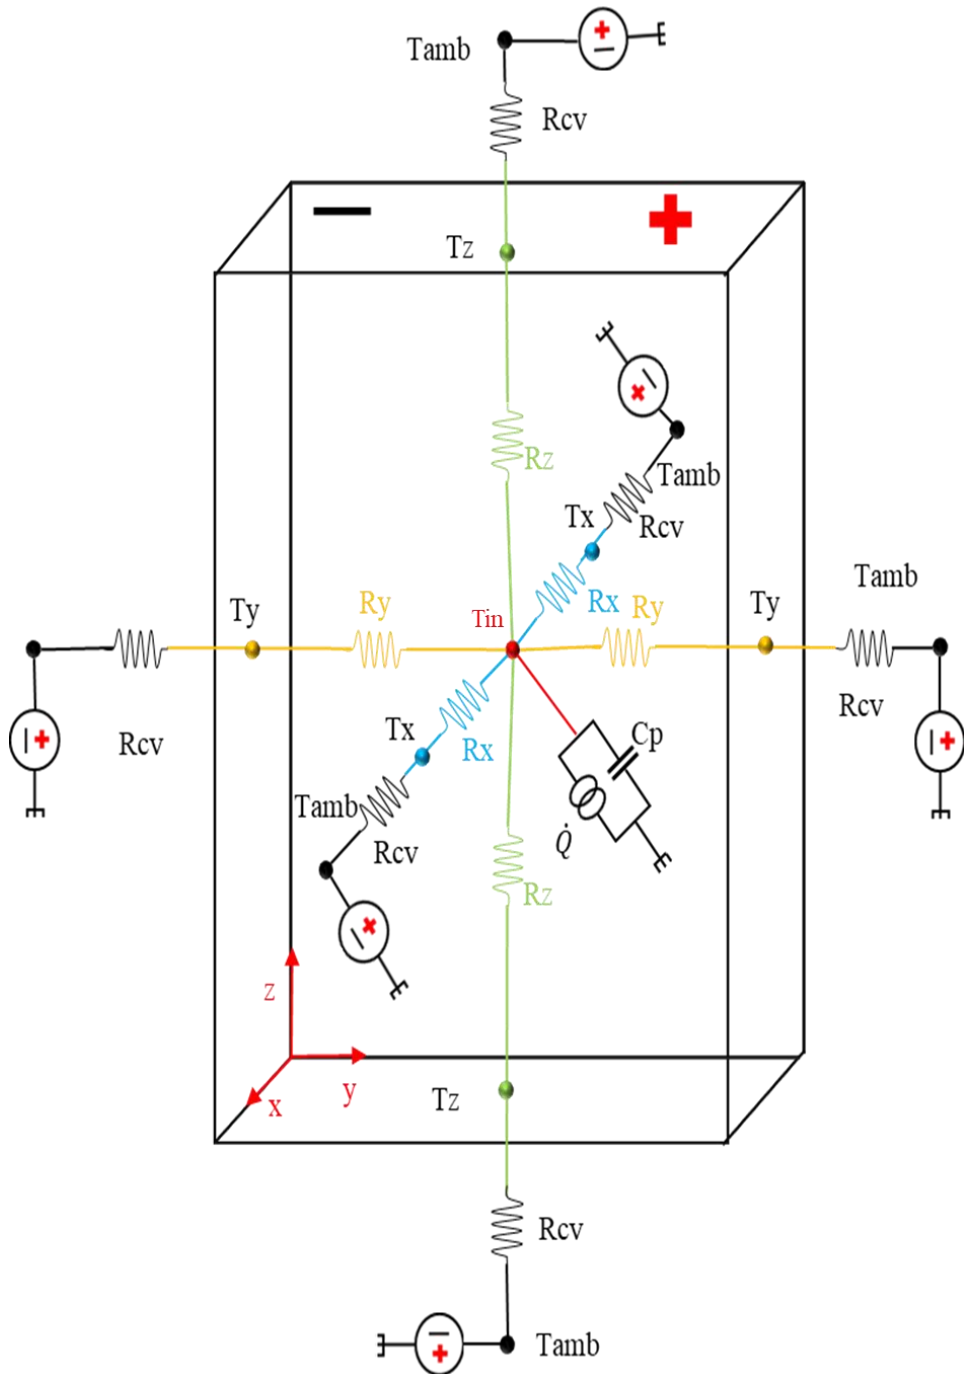 Tamb
Rcv
Tz
Rz
Tamb
Tx
Rcv
Tamb
Ty
Ry
Tin
Rx
Ry
Ty
Rcv
Tx
Rx
Cp
Rcv
Tamb
Rcv
Q̇
Rz
z
y
x
Tz
Rcv
Tamb